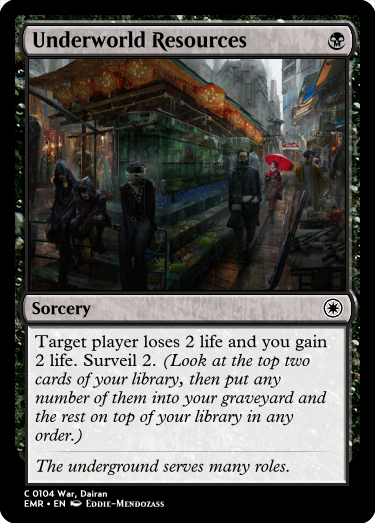 Underworld Resources
Sorcery
Target player loses 2 life and you gain
2 life. Surveil 2. (Look at the top two
cards of your library, then put any
number of them into your graveyard and
the rest on top of your library in any
order.)
The underground serves many roles.
C 0104 War, Dairan
EMR • EN Eddie-Mendozass